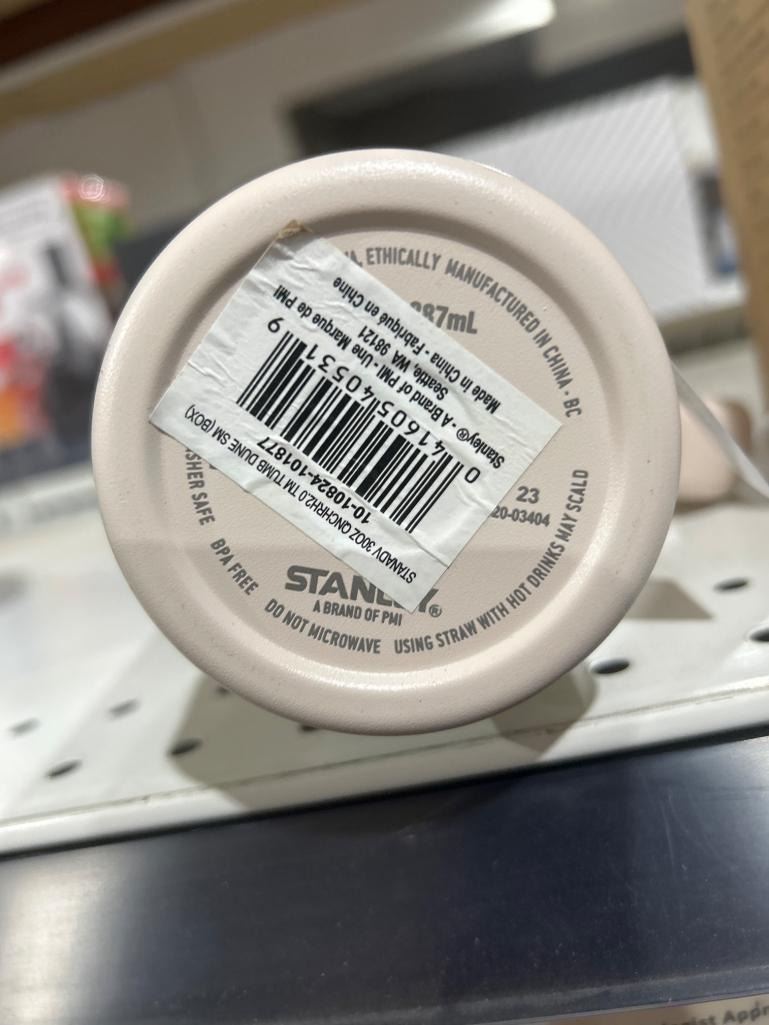 A, ETHICALLY MANUFACTURED IN CHINA - BC
887mL
Stanley® - A Brand of PMI - Une Marque de PMI
Seattle, WA 98121
Made in China - Fabriqué en Chine
0 41605 40531 9
10-10824-101877
STANADV 30OZ QNCHRH2.0 TM TUMB DUNE SM (BOX)
23
20-03404
STANLEY®
A BRAND OF PMI
SHER SAFE BPA FREE DO NOT MICROWAVE USING STRAW WITH HOT DRINKS MAY SCALD